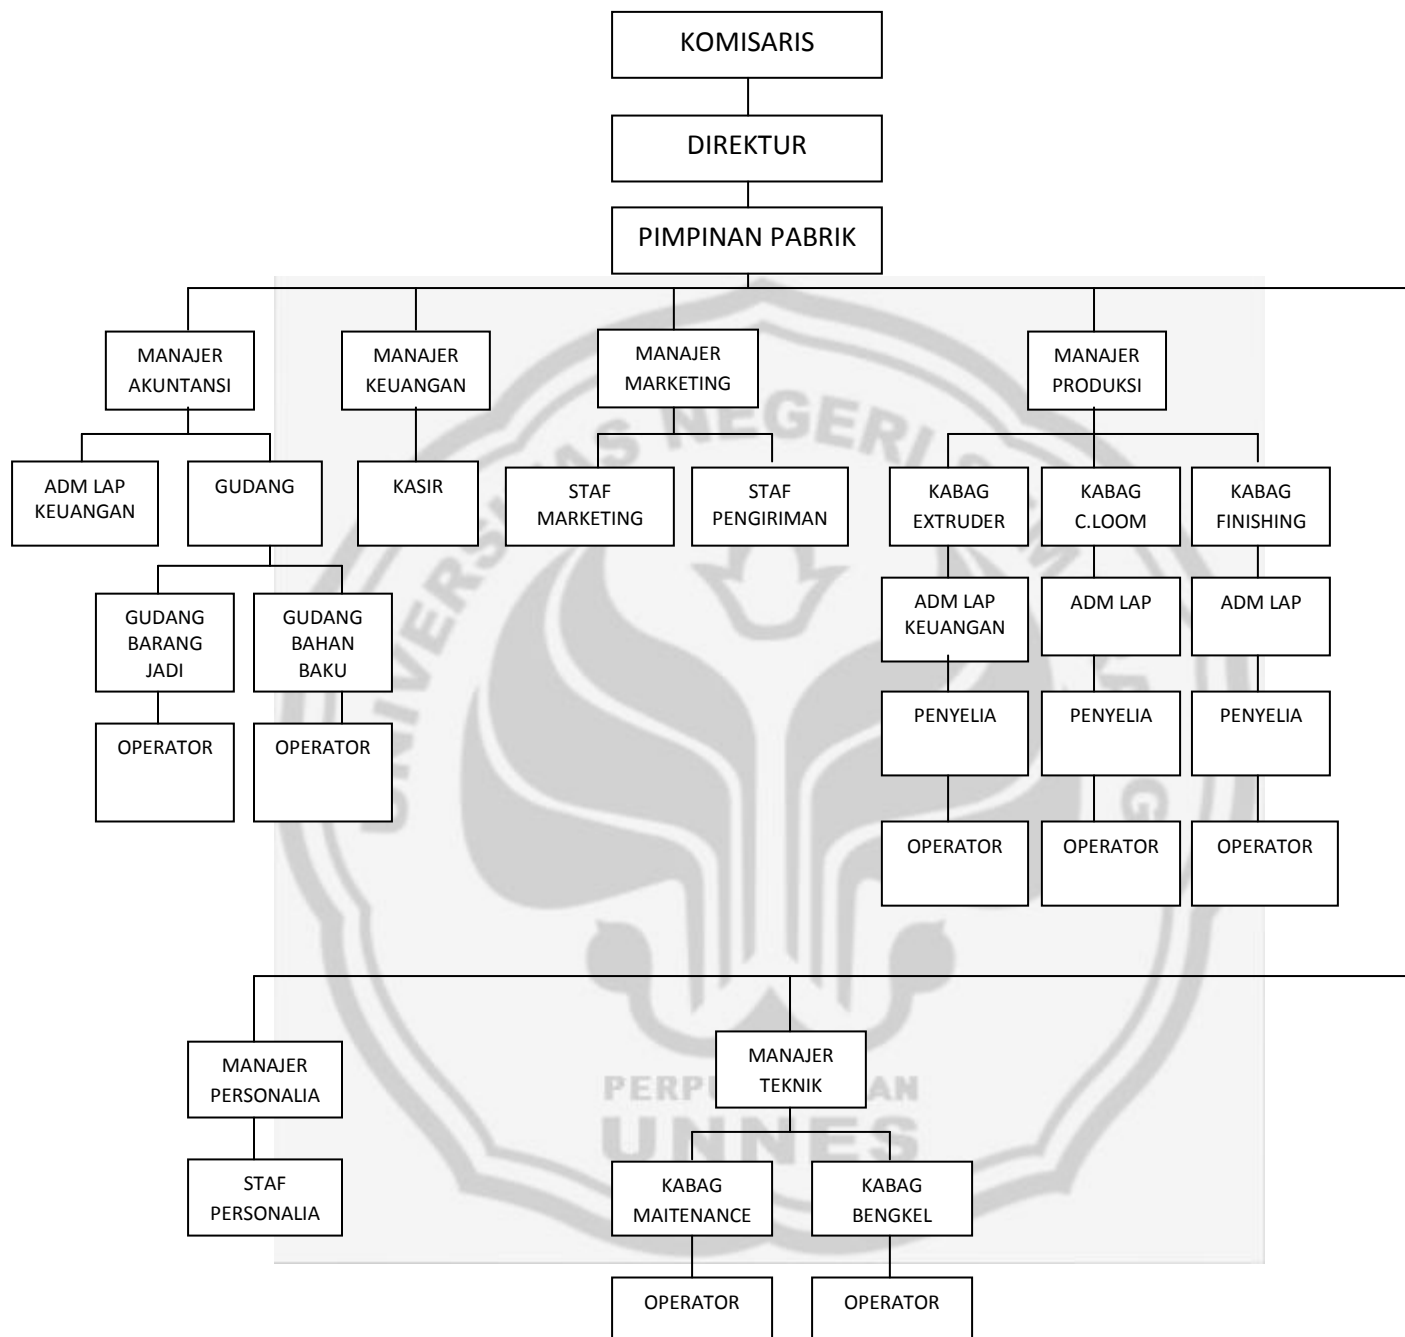 KOMISARIS
DIREKTUR
PIMPINAN PABRIK
MANAJER
AKUNTANSI
MANAJER
KEUANGAN
MANAJER
MARKETING
MANAJER
PRODUKSI
ADM LAP
KEUANGAN
GUDANG
KASIR
STAF
MARKETING
STAF
PENGIRIMAN
KABAG
EXTRUDER
KABAG
C.LOOM
KABAG
FINISHING
GUDANG
BARANG
JADI
GUDANG
BAHAN
BAKU
ADM LAP
KEUANGAN
ADM LAP
ADM LAP
OPERATOR
OPERATOR
PENYELIA
PENYELIA
PENYELIA
OPERATOR
OPERATOR
OPERATOR
MANAJER
PERSONALIA
MANAJER
TEKNIK
STAF
PERSONALIA
KABAG
MAITENANCE
KABAG
BENGKEL
OPERATOR
OPERATOR
UNNES